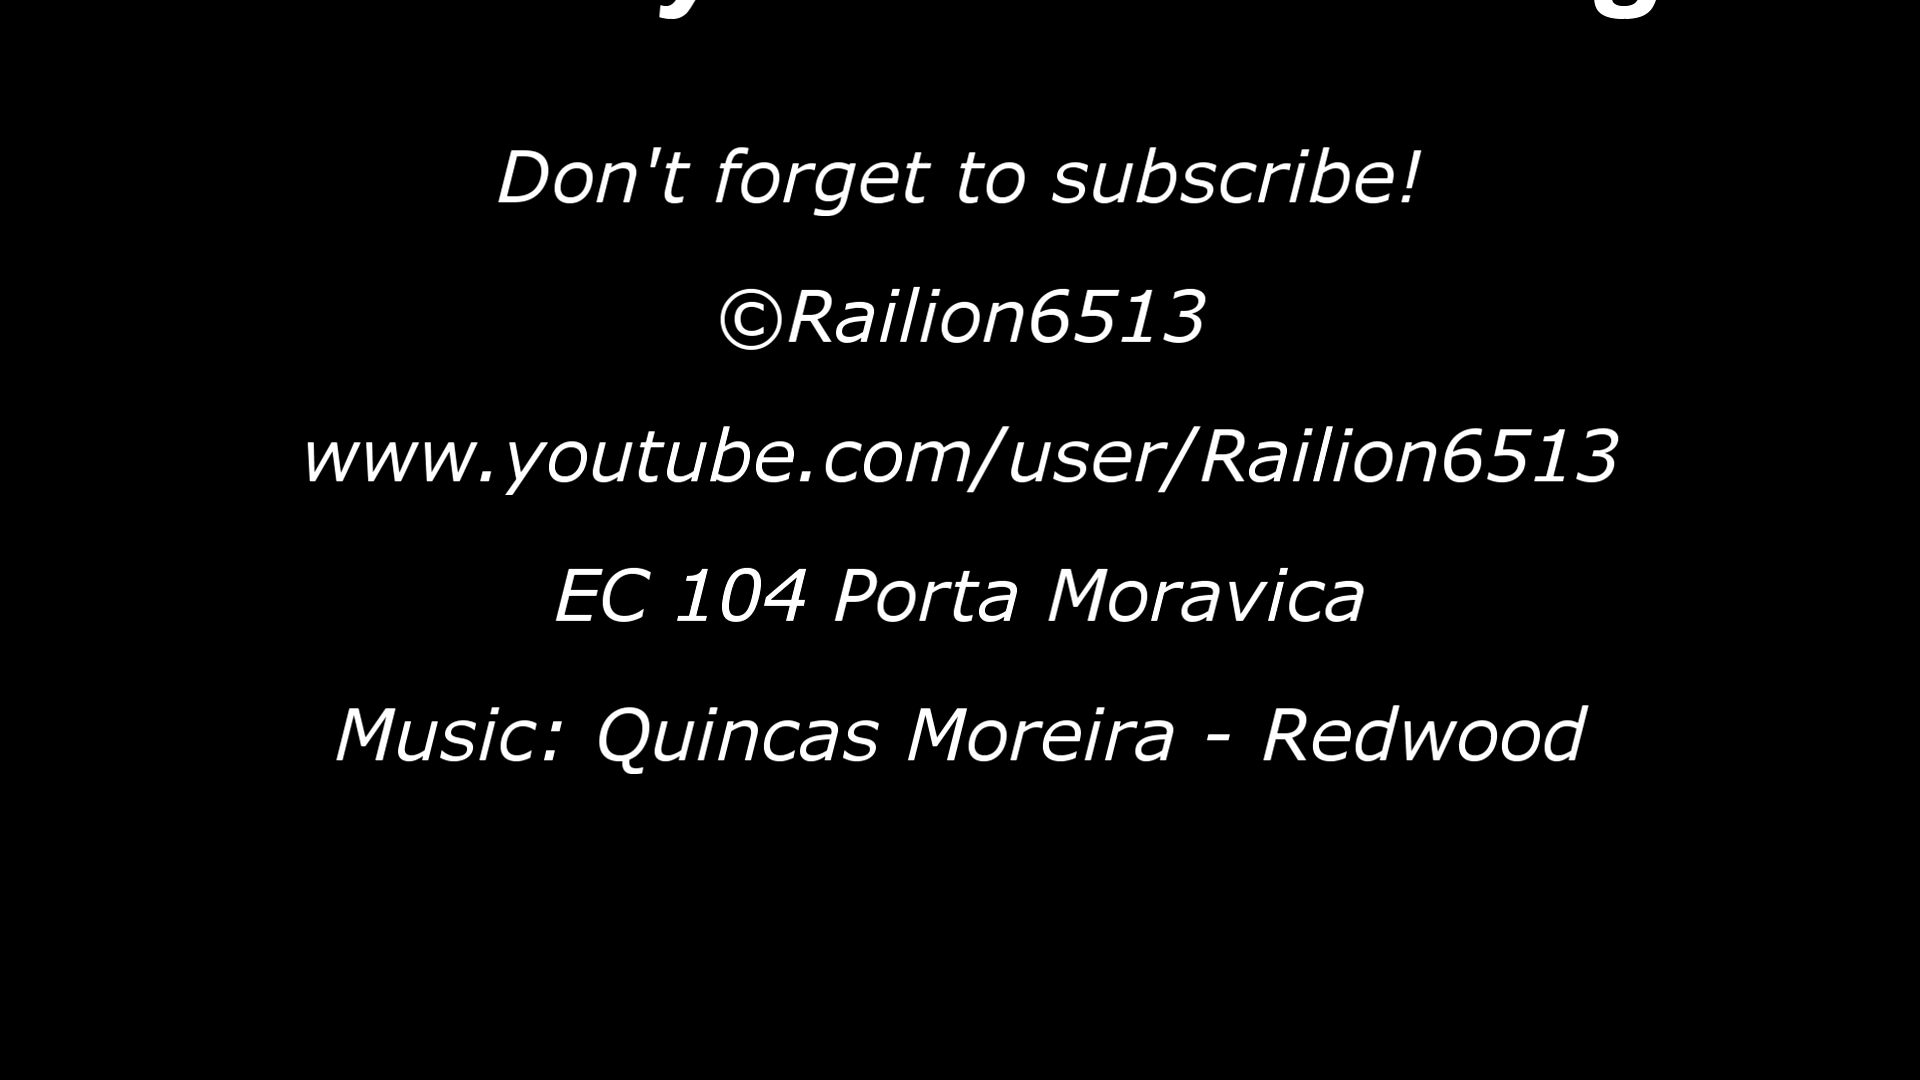 Don't forget to subscribe!
©Railion6513
www.youtube.com/user/Railion6513
EC 104 Porta Moravica
Music: Quincas Moreira - Redwood